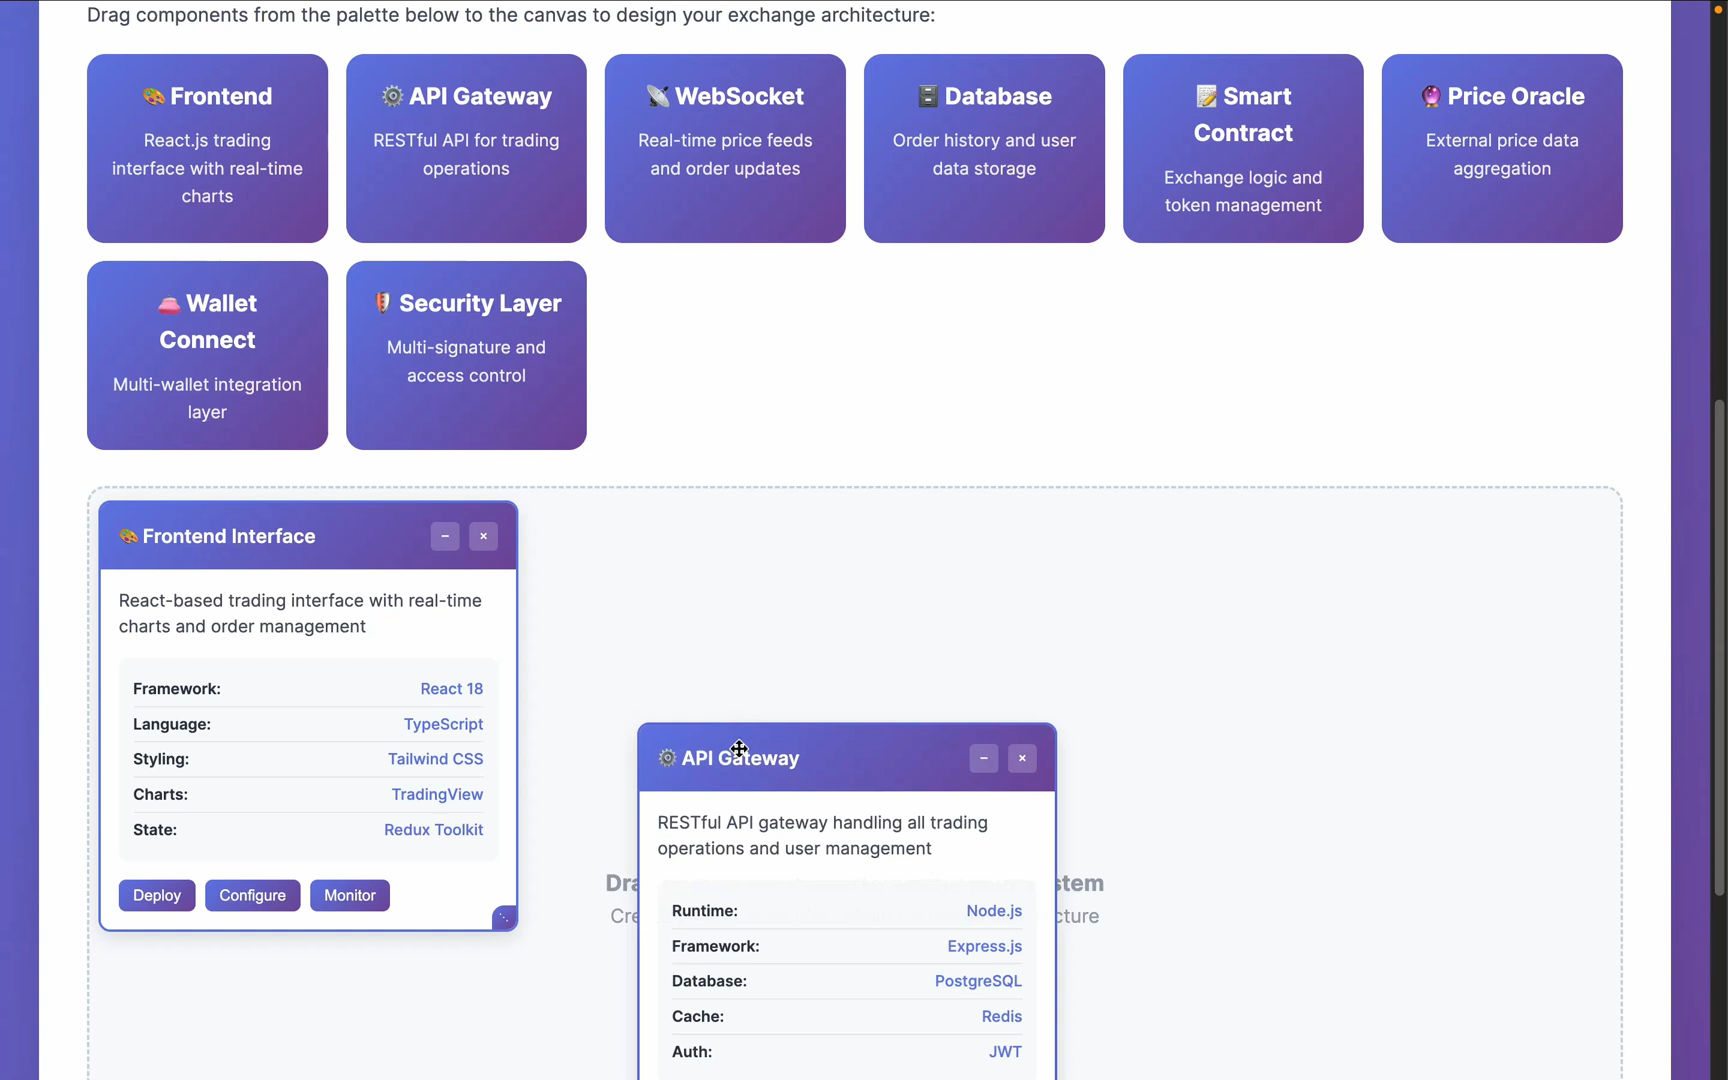 Drag components from the palette below to the canvas to design your exchange architecture:
🎨 Frontend
React.js trading
interface with real-time
charts
⚙️ API Gateway
RESTful API for trading
operations
📡 WebSocket
Real-time price feeds
and order updates
🗄️ Database
Order history and user
data storage
📝 Smart
Contract
Exchange logic and
token management
🔮 Price Oracle
External price data
aggregation
👛 Wallet
Connect
Multi-wallet integration
layer
🛡️ Security Layer
Multi-signature and
access control
🎨 Frontend Interface
−
×
React-based trading interface with real-time
charts and order management
Framework: React 18
Language: TypeScript
Styling: Tailwind CSS
Charts: TradingView
State: Redux Toolkit
Deploy
Configure
Monitor
⚙️ API Gateway
−
×
RESTful API gateway handling all trading
operations and user management
Runtime: Node.js
Framework: Express.js
Database: PostgreSQL
Cache: Redis
Auth: JWT